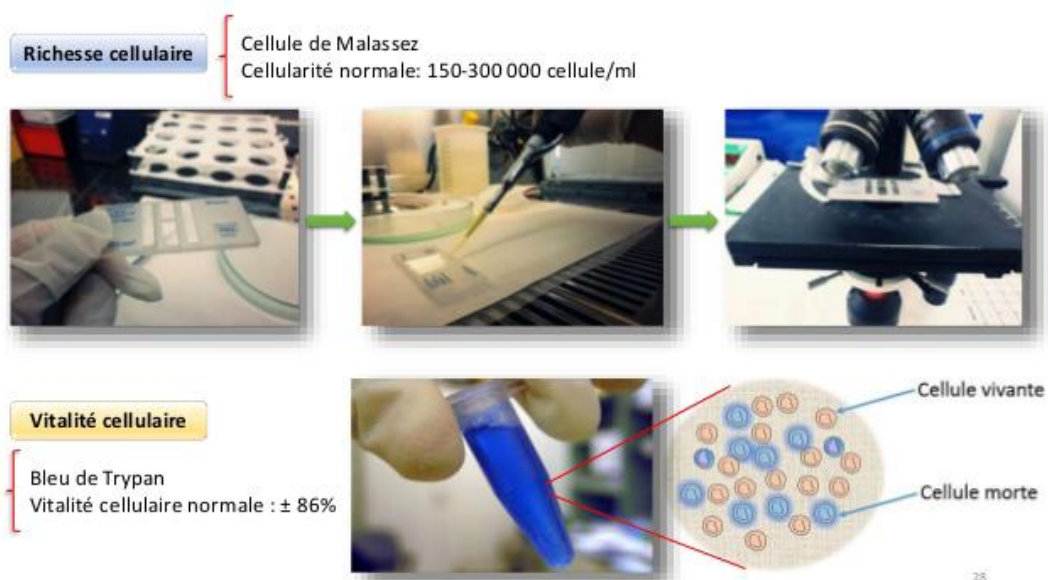 Richesse cellulaire
Cellule de Malassez
Cellularité normale: 150-300 000 cellule/ml
Vitalité cellulaire
Bleu de Trypan
Vitalité cellulaire normale : ± 86%
Cellule vivante
Cellule morte
28